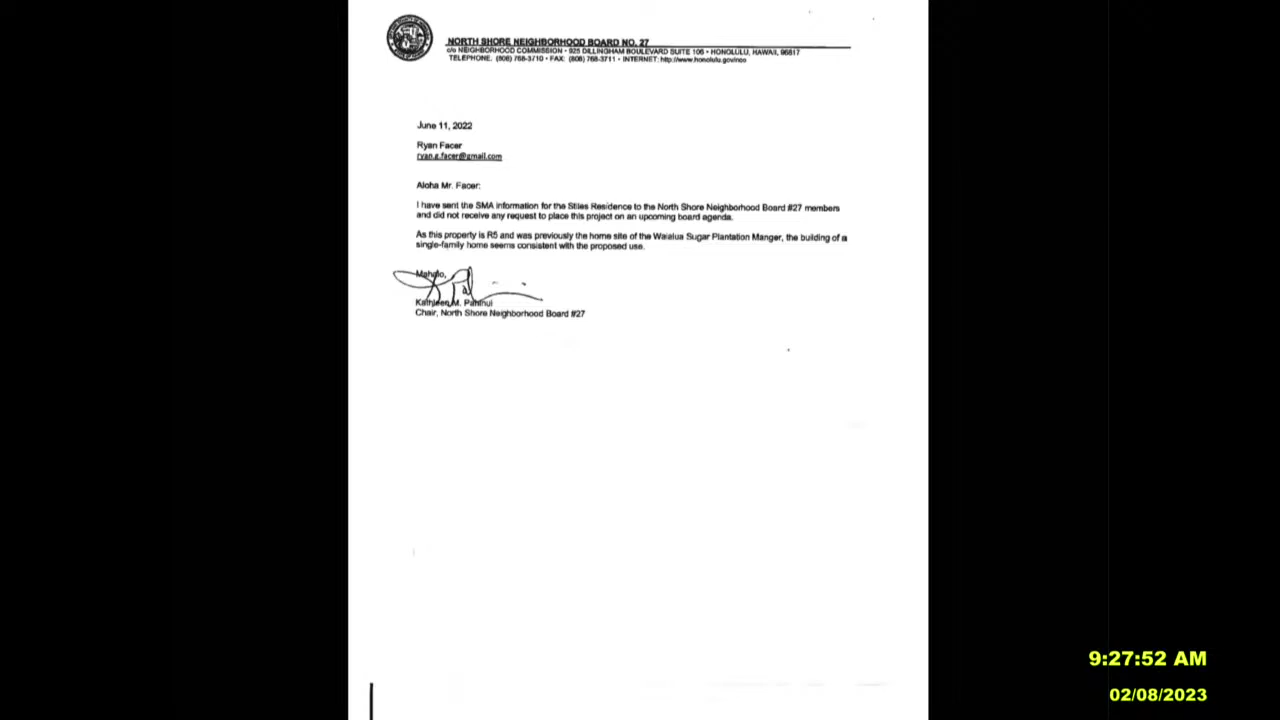 NORTH SHORE NEIGHBORHOOD BOARD NO. 27
c/o NEIGHBORHOOD COMMISSION • 925 DILLINGHAM BOULEVARD SUITE 106 • HONOLULU, HAWAII, 96817
TELEPHONE: (808) 768-3710 • FAX: (808) 768-3711 • INTERNET: http://www.honolulu.gov/nco
June 11, 2022
Ryan Facer
ryan.g.facer@gmail.com
Aloha Mr. Facer:
I have sent the SMA information for the Stiles Residence to the North Shore Neighborhood Board #27 members
and did not receive any request to place this project on an upcoming board agenda.
As this property is R5 and was previously the home site of the Waialua Sugar Plantation Manger, the building of a
single-family home seems consistent with the proposed use.
Mahalo,
Kathleen M. Pahinui
Chair, North Shore Neighborhood Board #27
9:27:52 AM
02/08/2023